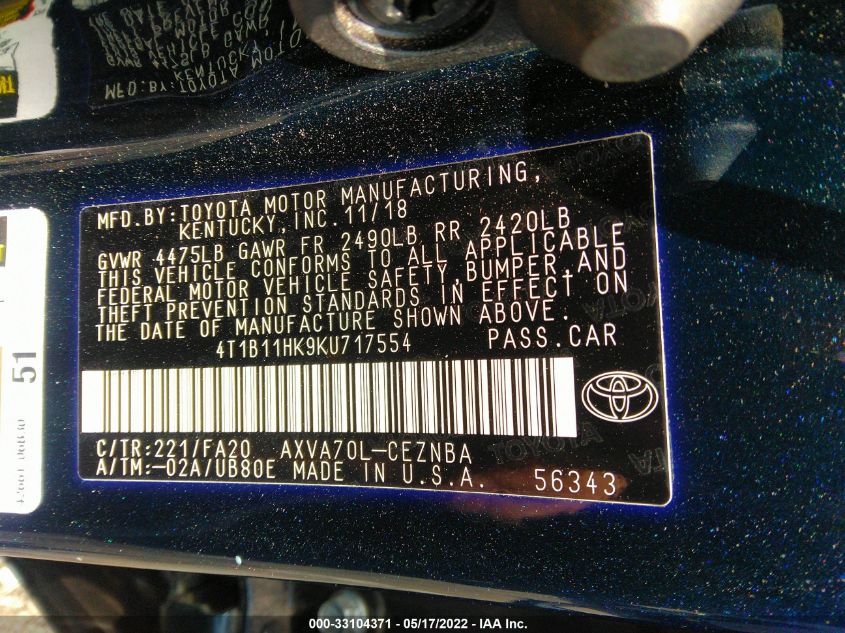 MFD.BY:TOYOTA MOTOR MANUFACTURING,
KENTUCKY,INC. 11/18
GVWR 4475LB GAWR FR 2490LB RR 2420LB
THIS VEHICLE CONFORMS TO ALL APPLICABLE
FEDERAL MOTOR VEHICLE SAFETY,BUMPER,AND
THEFT PREVENTION STANDARDS IN EFFECT ON
THE DATE OF MANUFACTURE SHOWN ABOVE.
4T1B11HK9KU717554 PASS.CAR
C/TR:221/FA20 AXVA70L-CEZNBA
A/TM:-02A/UB80E MADE IN U.S.A. 56343
TOYOTA
51
000-33104371 - 05/17/2022 - IAA Inc.